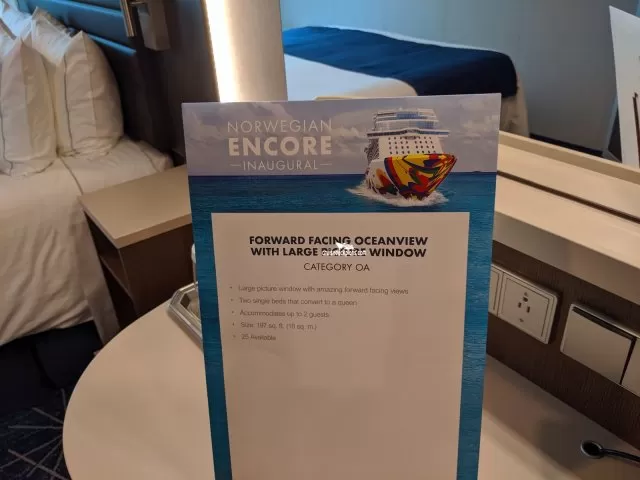 NORWEGIAN
ENCORE
INAUGURAL
FORWARD FACING OCEANVIEW
WITH LARGE PICTURE WINDOW
CATEGORY OA
• Large picture window with amazing forward facing views
• Two single beds that convert to a queen
• Accommodates up to 2 guests
• Size: 197 sq. ft. (18 sq. m.)
• 25 Available